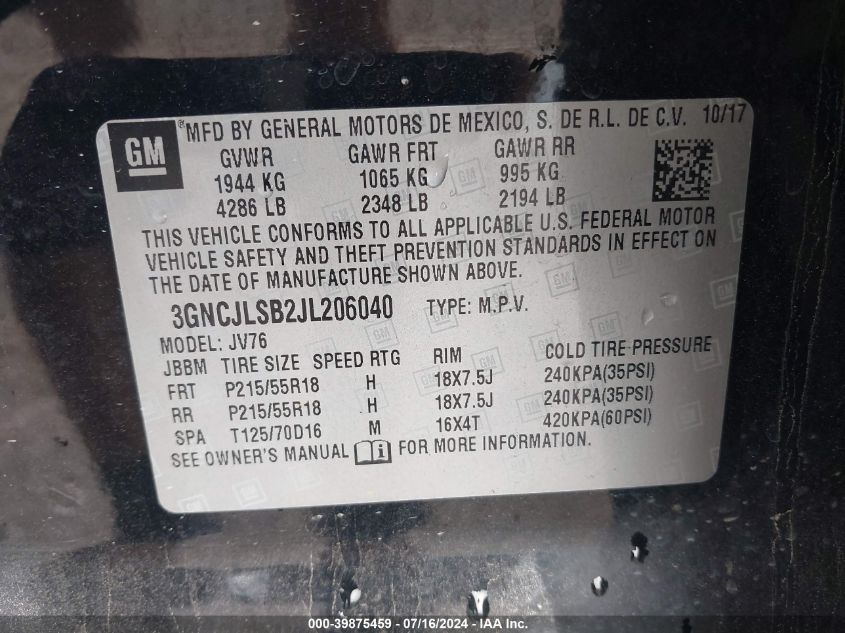 GM
®MFD BY GENERAL MOTORS DE MEXICO, S. DE R.L. DE C.V. 10/17
GVWR GAWR FRT GAWR RR
1944 KG 1065 KG 995 KG
4286 LB 2348 LB 2194 LB
THIS VEHICLE CONFORMS TO ALL APPLICABLE U.S. FEDERAL MOTOR
VEHICLE SAFETY AND THEFT PREVENTION STANDARDS IN EFFECT ON
THE DATE OF MANUFACTURE SHOWN ABOVE.
3GNCJLSB2JL206040 TYPE: M.P.V.
MODEL: JV76
JBBM TIRE SIZE SPEED RTG RIM COLD TIRE PRESSURE
FRT P215/55R18 H 18X7.5J 240KPA(35PSI)
RR P215/55R18 H 18X7.5J 240KPA(35PSI)
SPA T125/70D16 M 16X4T 420KPA(60PSI)
SEE OWNER'S MANUAL FOR MORE INFORMATION.
000-39875459 - 07/16/2024 - IAA Inc.